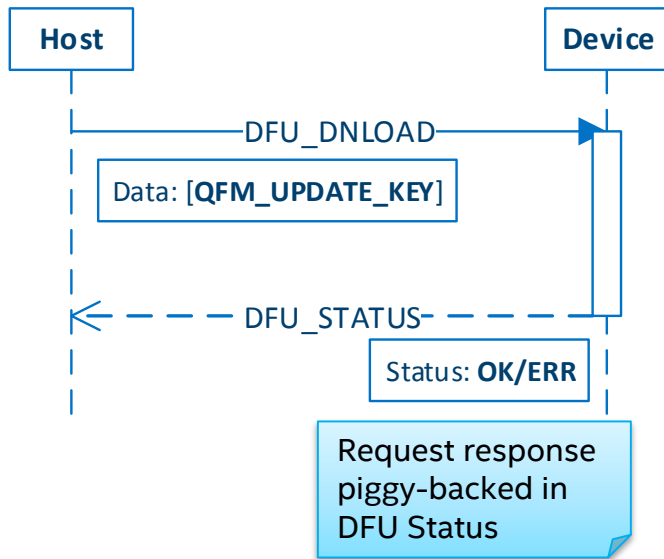 Host
Device
DFU_DNLOAD
Data: [QFM_UPDATE_KEY]
DFU_STATUS
Status: OK/ERR
Request response
piggy-backed in
DFU Status